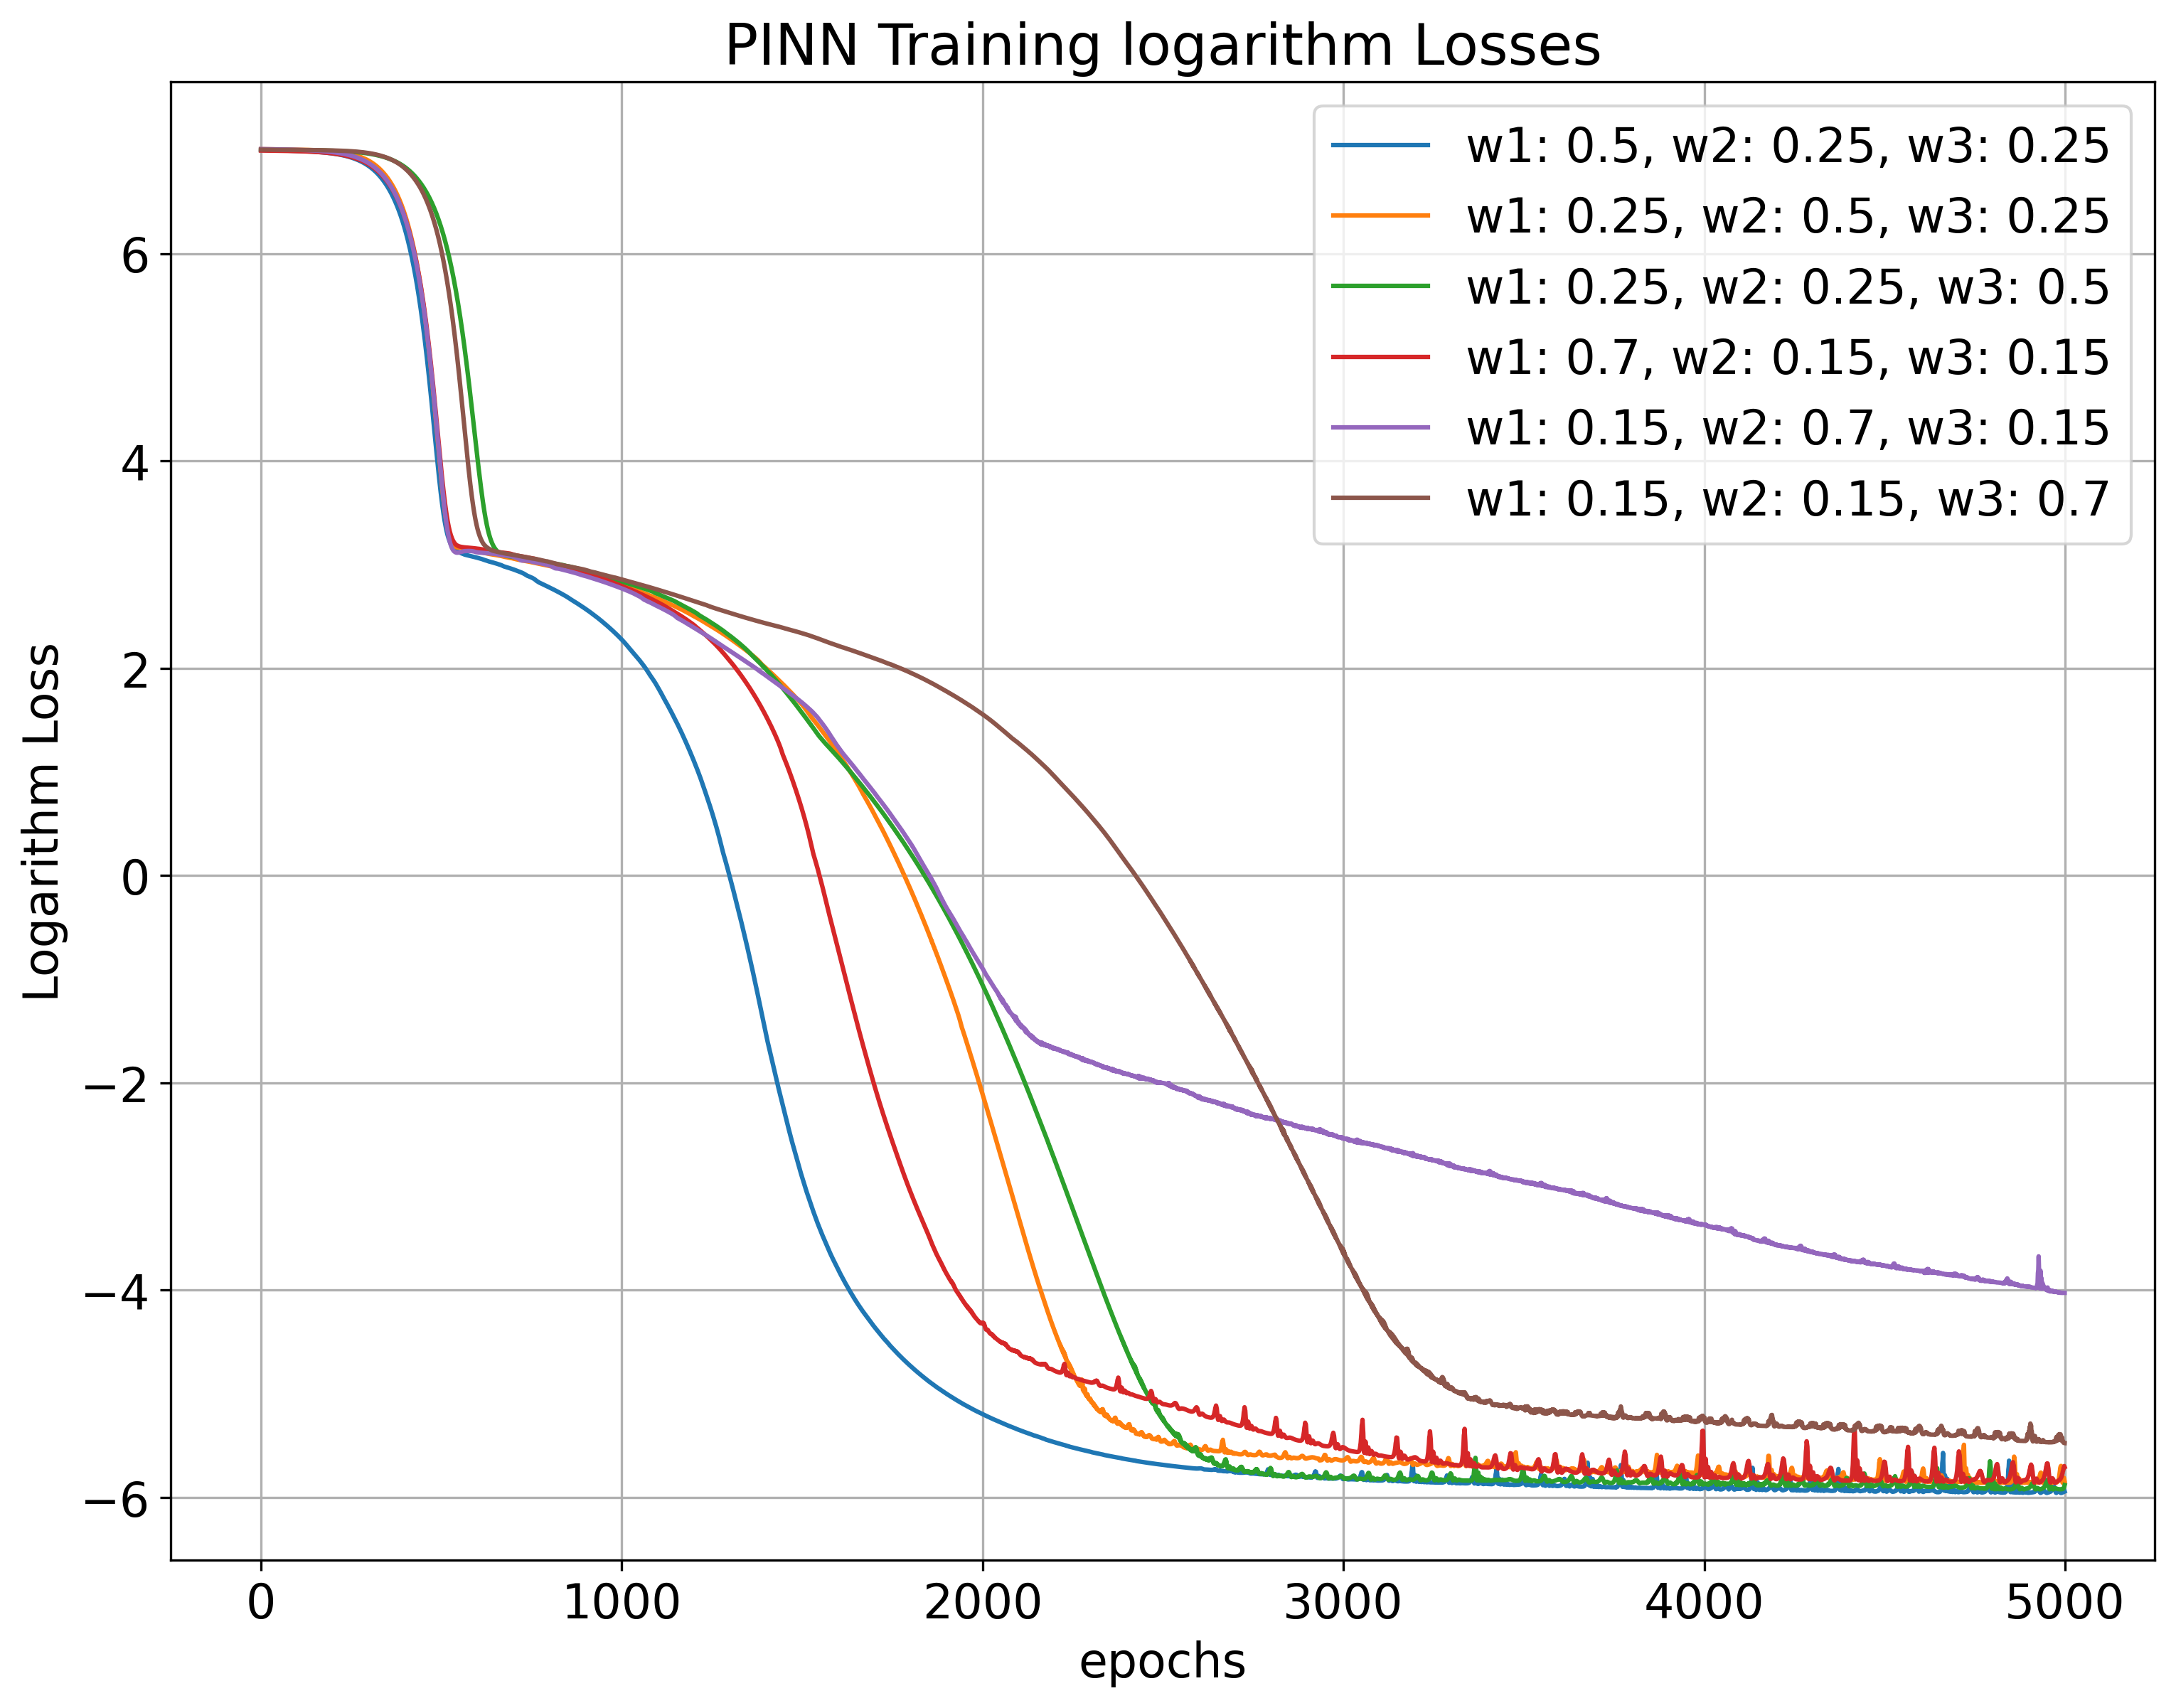 PINN Training logarithm Losses
w1: 0.5, w2: 0.25, w3: 0.25
w1: 0.25, w2: 0.5, w3: 0.25
w1: 0.25, w2: 0.25, w3: 0.5
w1: 0.7, w2: 0.15, w3: 0.15
w1: 0.15, w2: 0.7, w3: 0.15
w1: 0.15, w2: 0.15, w3: 0.7
Logarithm Loss
6
4
2
0
−2
−4
−6
0 1000 2000 3000 4000 5000
epochs